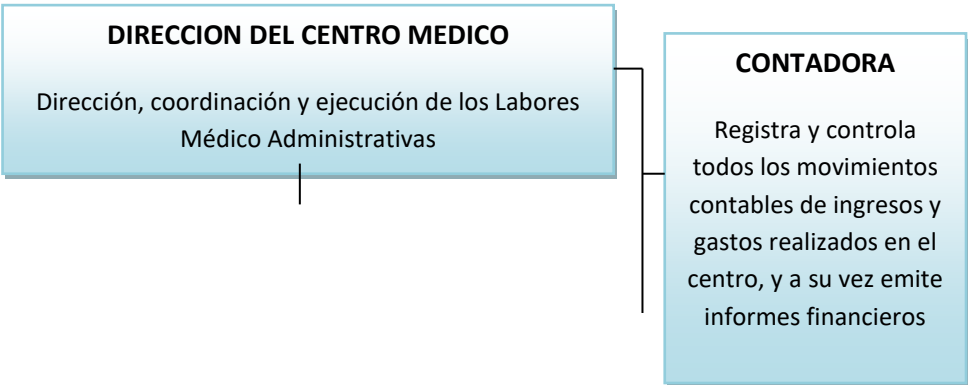 DIRECCION DEL CENTRO MEDICO
Dirección, coordinación y ejecución de los Labores
Médico Administrativas
CONTADORA
Registra y controla
todos los movimientos
contables de ingresos y
gastos realizados en el
centro, y a su vez emite
informes financieros